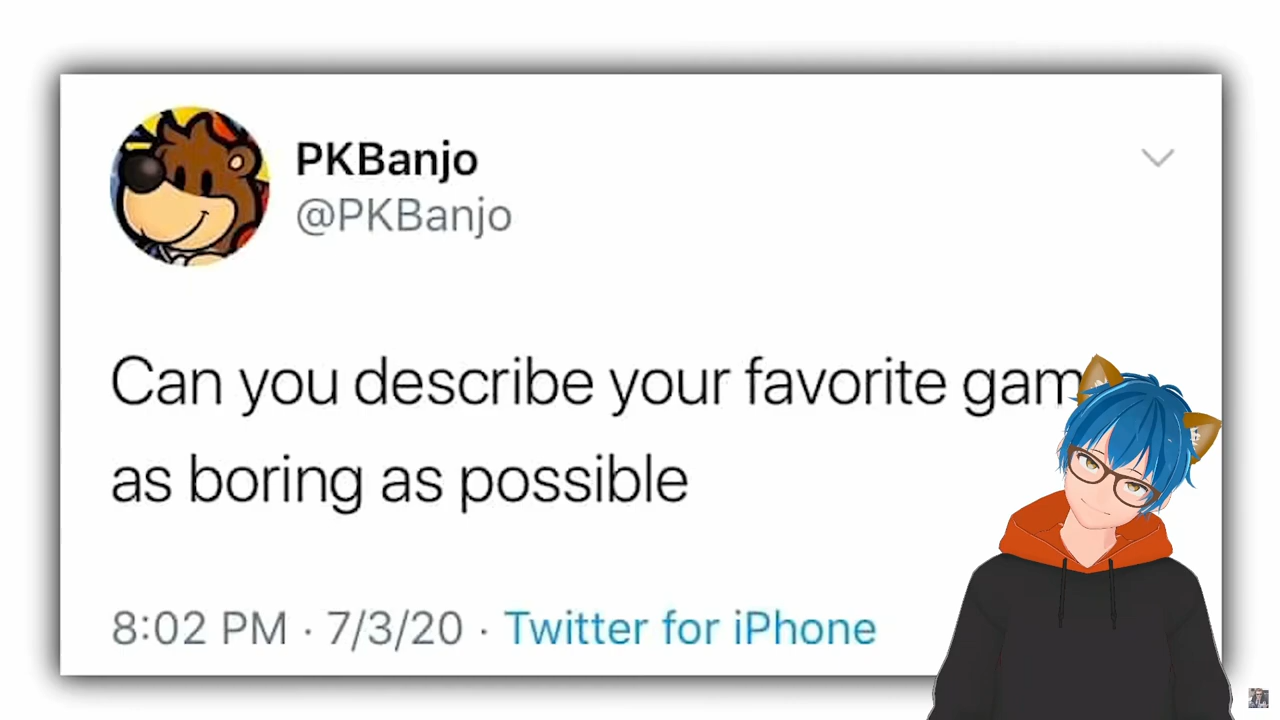 PKBanjo
@PKBanjo
Can you describe your favorite gam
as boring as possible
8:02 PM · 7/3/20 · Twitter for iPhone